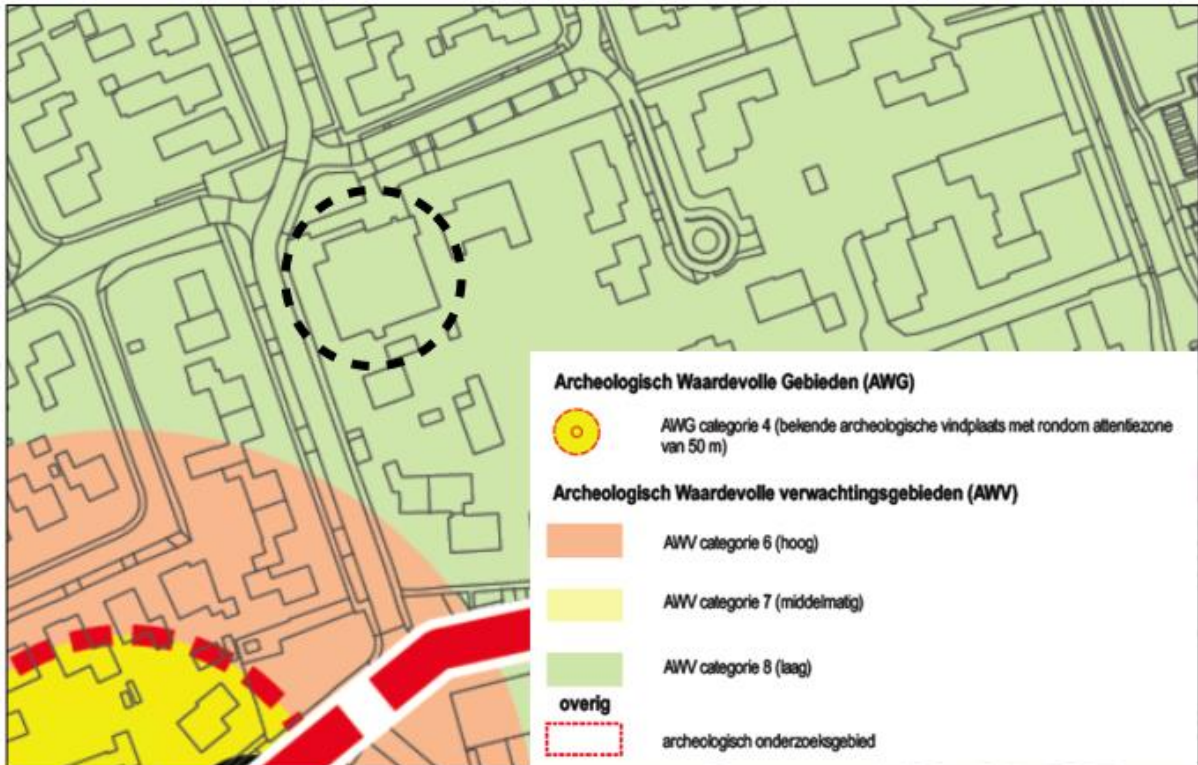 Archeologisch Waardevolle Gebieden (AWG)
AWG categorie 4 (bekende archeologische vindplaats met rondom attentiezone
van 50 m)
Archeologisch Waardevolle verwachtingsgebieden (AWV)
AWV categorie 6 (hoog)
AWV categorie 7 (middelmatig)
AWV categorie 8 (laag)
overig
archeologisch onderzoeksgebied